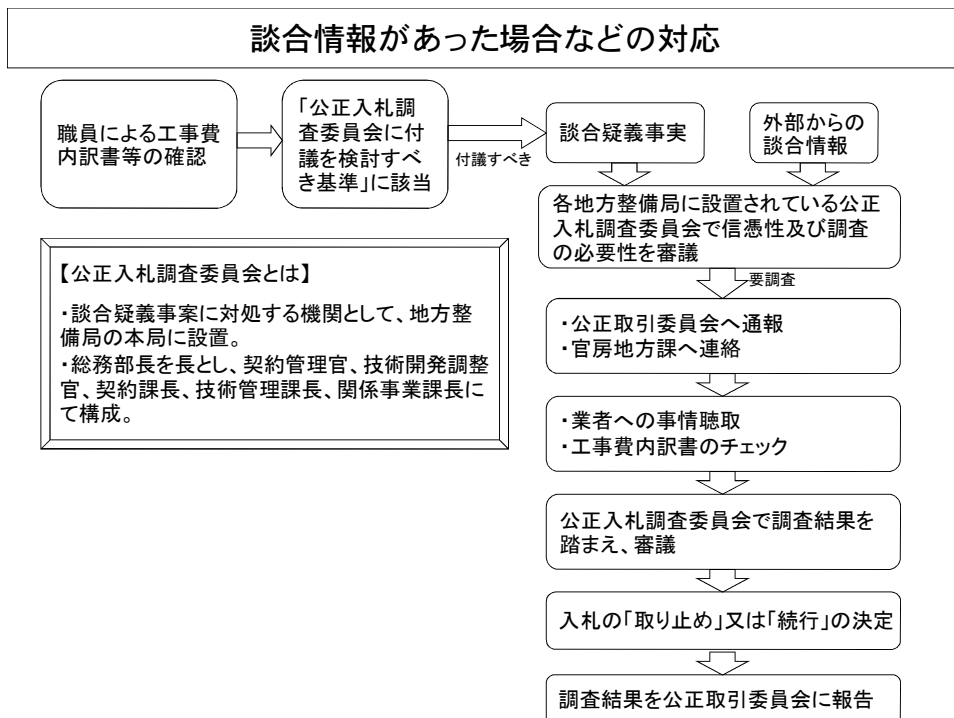 談合情報があった場合などの対応
職員による工事費
内訳書等の確認
「公正入札調
査委員会に付
議を検討すべ
き基準」に該当
付議すべき
談合疑義事実
外部からの
談合情報
各地方整備局に設置されている公正
入札調査委員会で信憑性及び調査
の必要性を審議
要調査
・公正取引委員会へ通報
・官房地方課へ連絡
・業者への事情聴取
・工事費内訳書のチェック
公正入札調査委員会で調査結果を
踏まえ、審議
入札の「取り止め」又は「続行」の決定
調査結果を公正取引委員会に報告
【公正入札調査委員会とは】
・談合疑義事案に対処する機関として、地方整
備局の本局に設置。
・総務部長を長とし、契約管理官、技術開発調整
官、契約課長、技術管理課長、関係事業課長に
て構成。